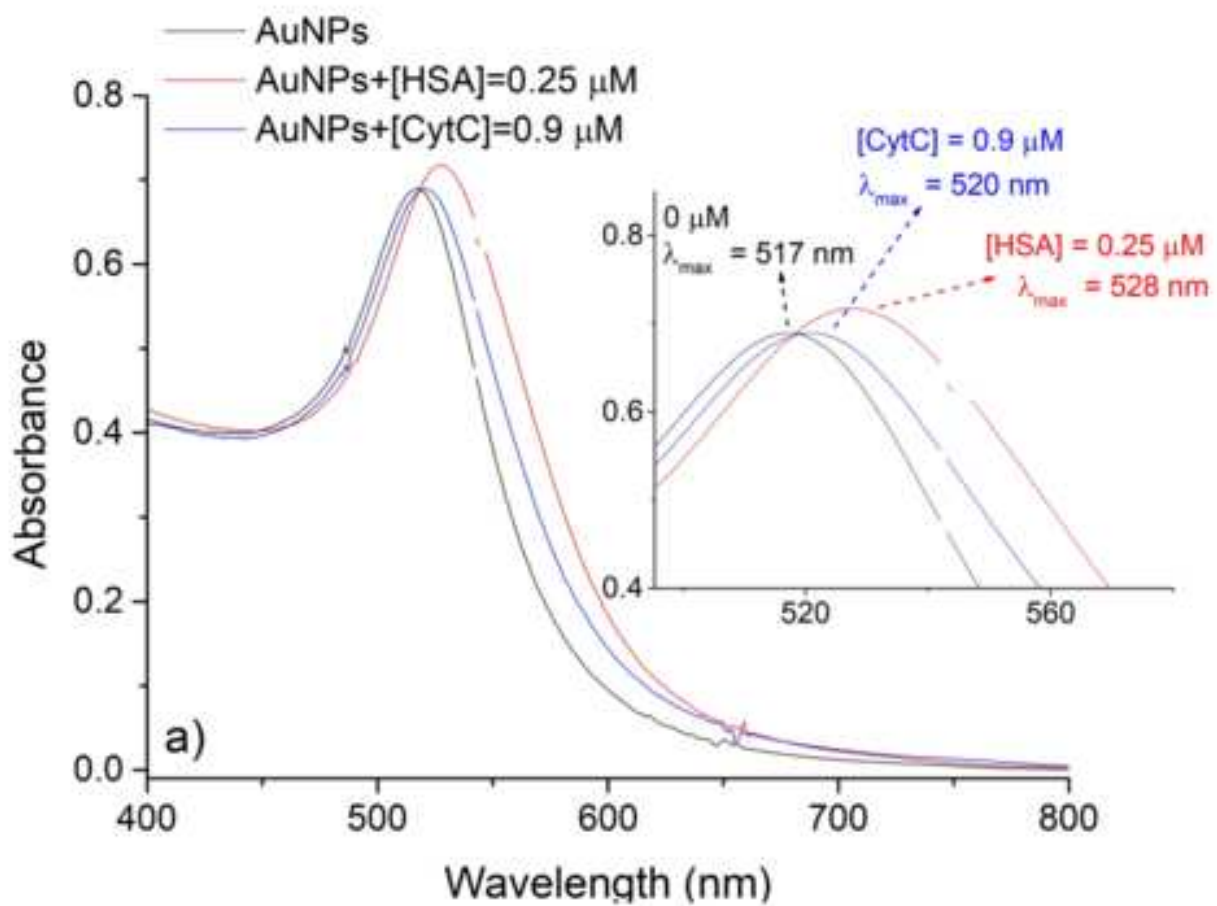 AuNPs
AuNPs+[HSA]=0.25 μM
AuNPs+[CytC]=0.9 μM
0.8
0.6
0.4
0.2
0.0
Absorbance
a)
400
500
600
700
800
Wavelength (nm)
[CytC] = 0.9 μM
λmax = 520 nm
0 μM
λmax = 517 nm
[HSA] = 0.25 μM
λmax = 528 nm
0.8
0.6
0.4
520
560